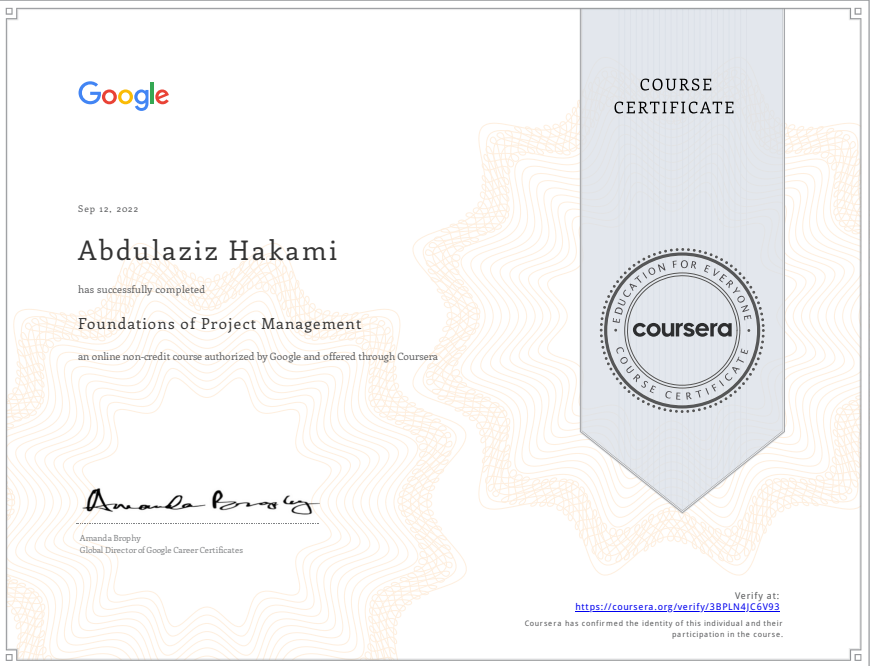 Google
COURSE
CERTIFICATE
Sep 12, 2022
Abdulaziz Hakami
has successfully completed
Foundations of Project Management
an online non-credit course authorized by Google and offered through Coursera
EDUCATION FOR EVERYONE
coursera
COURSE CERTIFICATE
Amanda Brophy
Amanda Brophy
Global Director of Google Career Certificates
Verify at:
https://coursera.org/verify/3BPLN4JC6V93
Coursera has confirmed the identity of this individual and their
participation in the course.